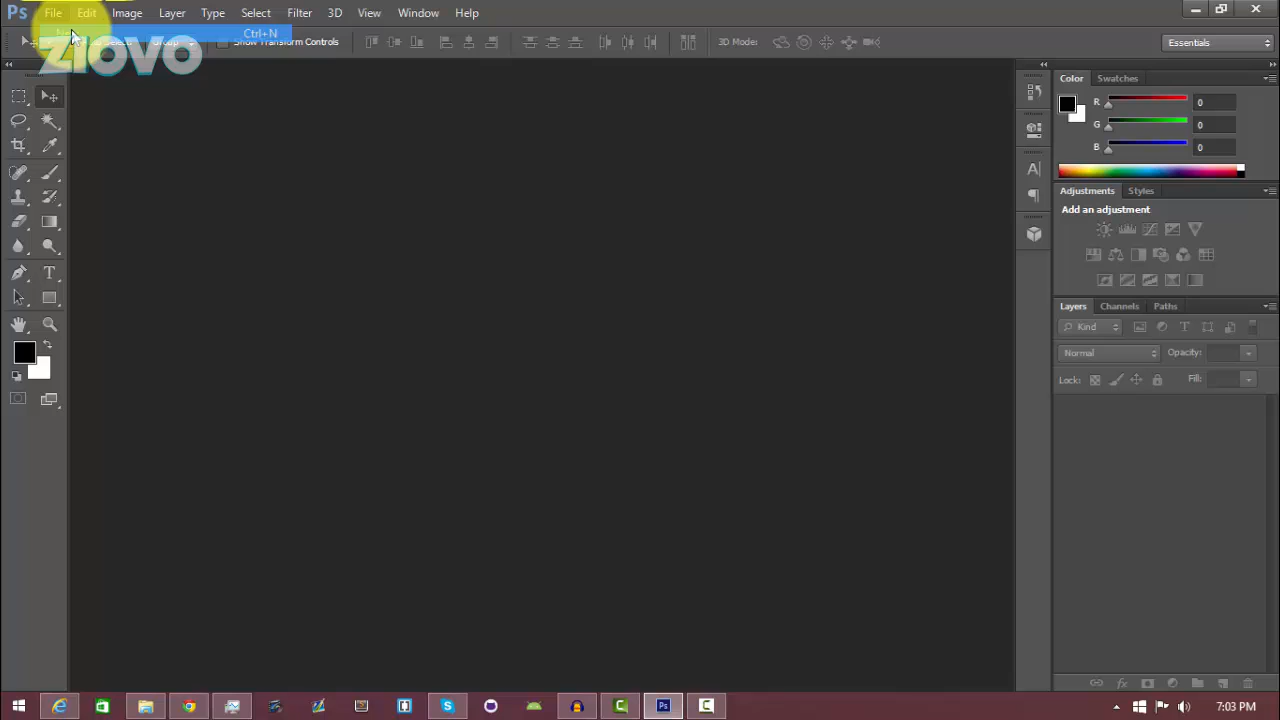 Ps File Edit Image Layer Type Select Filter 3D View Window Help
Ctrl+N
Show Transform Controls 3D Mode: Essentials
ZIOVO
Color Swatches
R 0
G 0
B 0
Adjustments Styles
Add an adjustment
Layers Channels Paths
Kind
Normal Opacity:
Lock: Fill:
7:03 PM